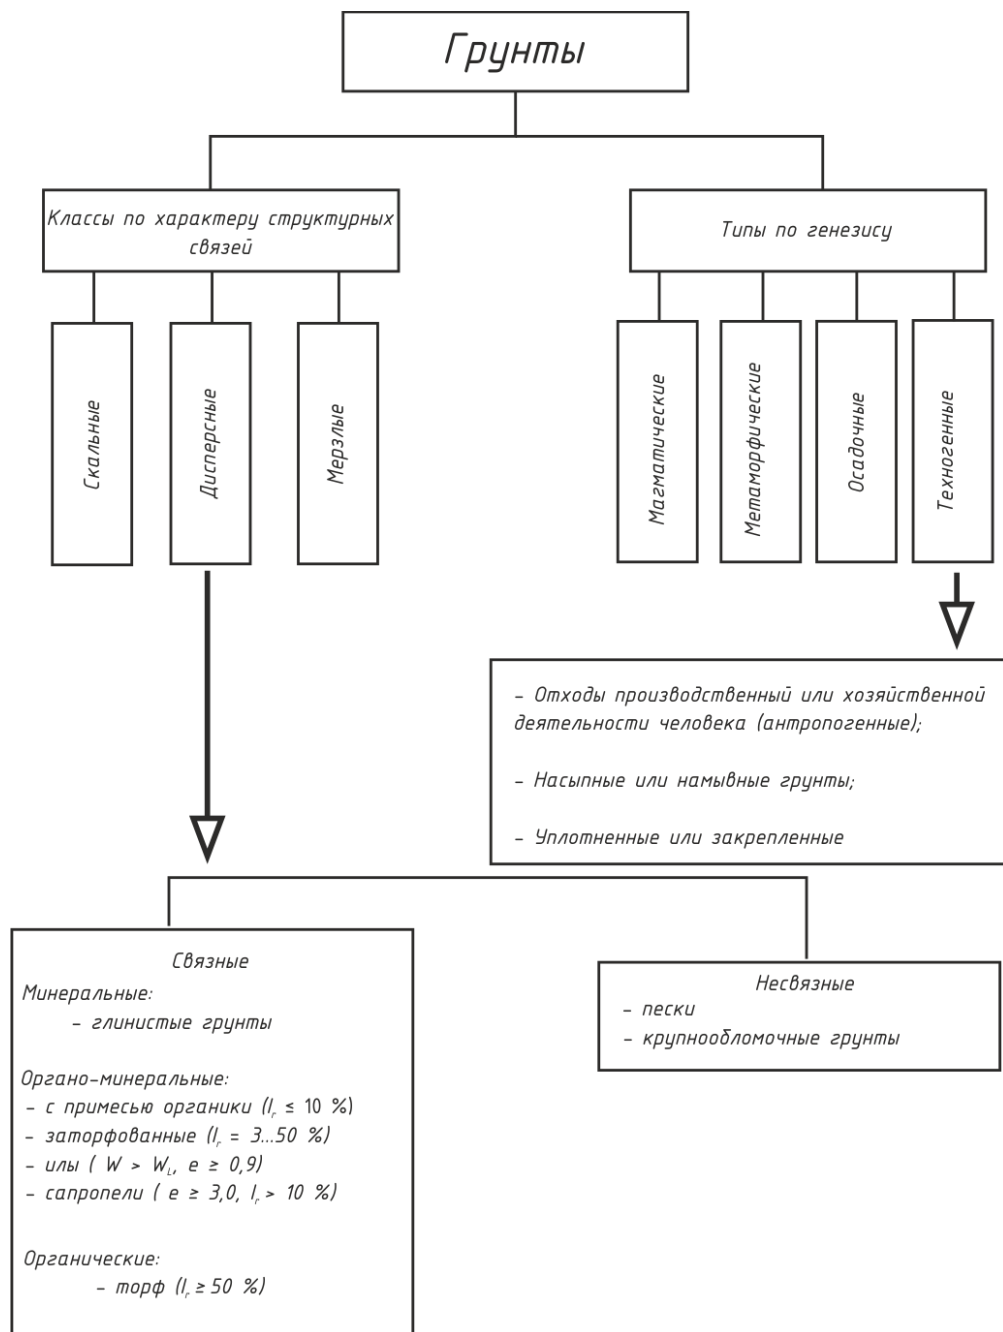 Грунты
Классы по характеру структурных
связей
Типы по генезису
Скальные
Дисперсные
Мерзлые
Магматические
Метаморфические
Осадочные
Техногенные
- Отходы производственный или хозяйственной
деятельности человека (антропогенные);
- Насыпные или намывные грунты;
- Уплотненные или закрепленные
Связные
Минеральные:
- глинистые грунты
Органо-минеральные:
- с примесью органики (I_r ≤ 10 %)
- заторфованные (I_r = 3...50 %)
- илы ( W > W_L, e ≥ 0,9)
- сапропели ( e ≥ 3,0, I_r > 10 %)
Органические:
- торф (I_r ≥ 50 %)
Несвязные
- пески
- крупнообломочные грунты